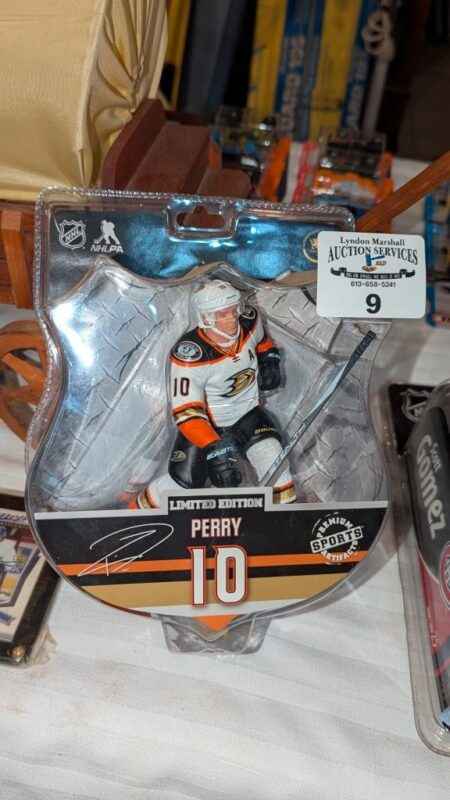 NHL
NHLPA
Lyndon Marshall
AUCTION SERVICES
613-658-5241
9
10
A
LIMITED EDITION
PERRY
10
PREMIUM
SPORTS
ARTIFACTS
Scott
Gomez